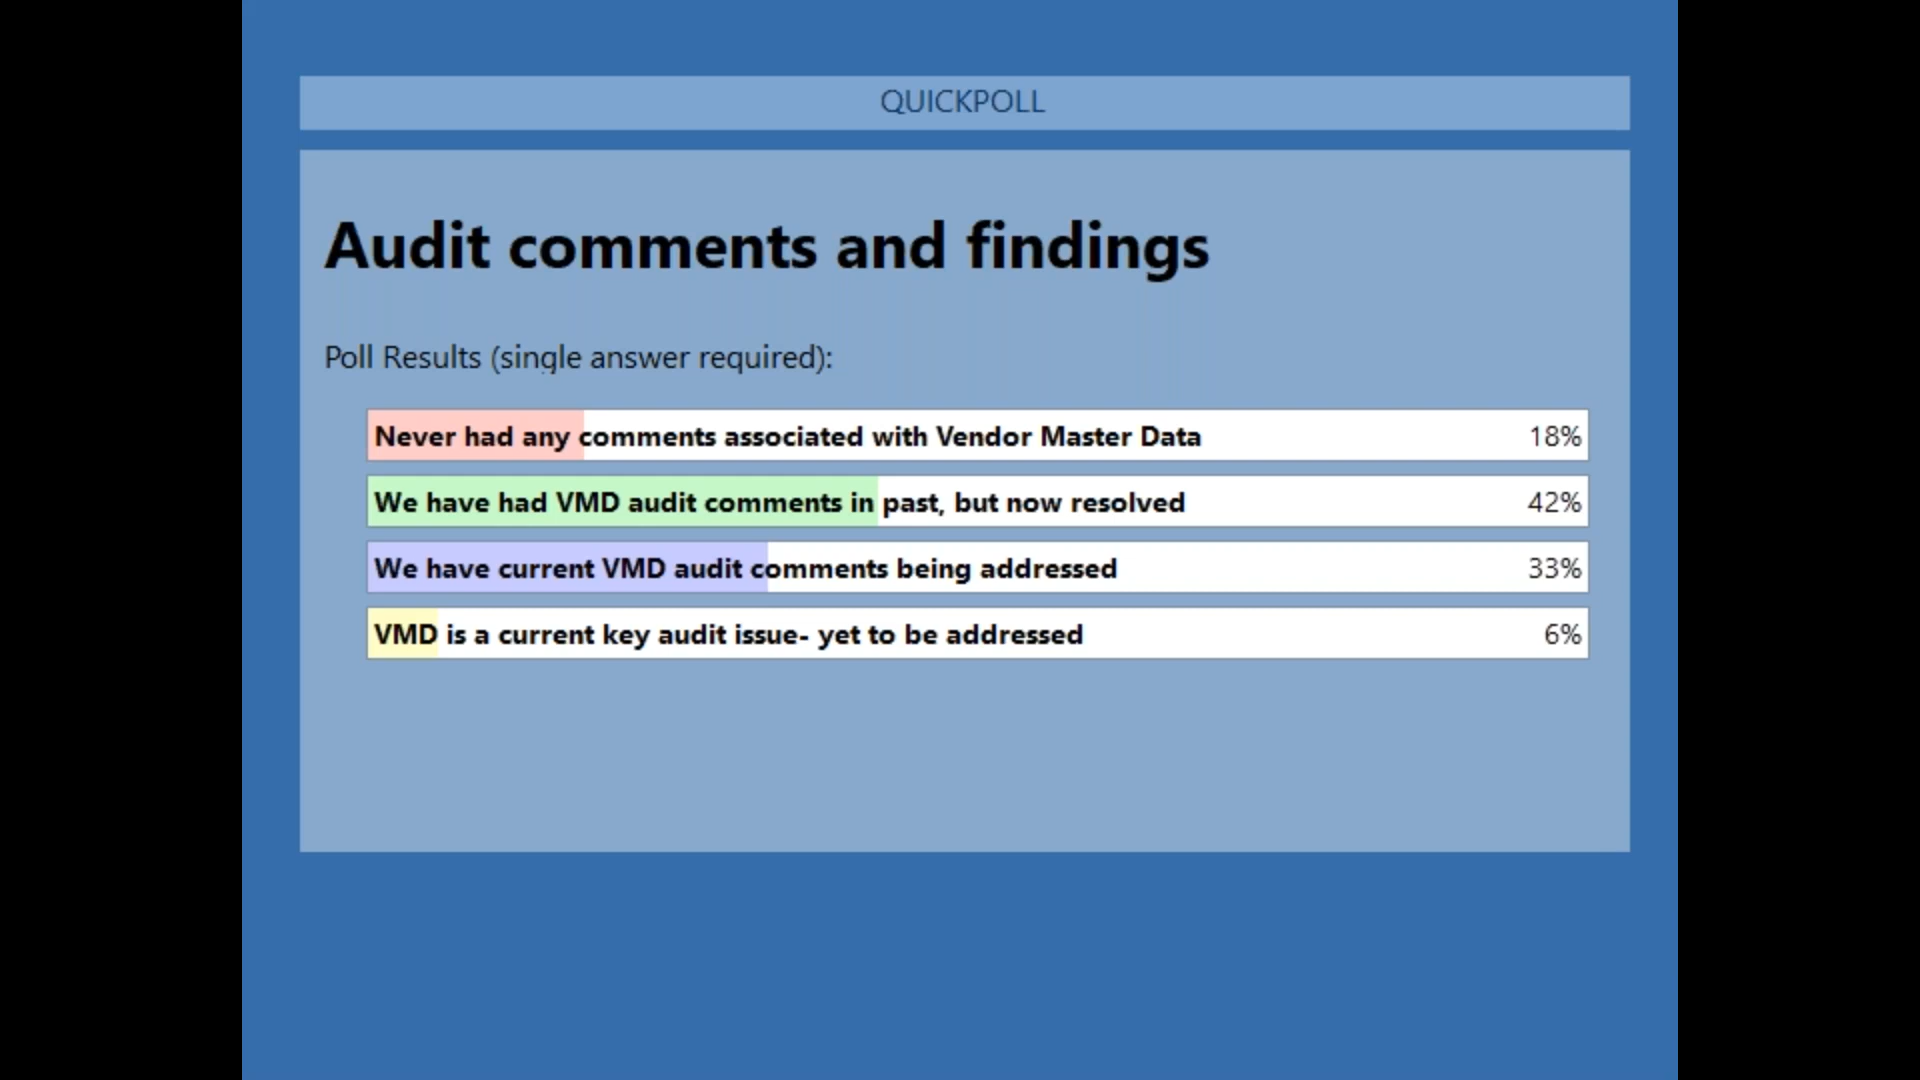 QUICKPOLL
Audit comments and findings
Poll Results (single answer required):
Never had any comments associated with Vendor Master Data 18%
We have had VMD audit comments in past, but now resolved 42%
We have current VMD audit comments being addressed 33%
VMD is a current key audit issue- yet to be addressed 6%